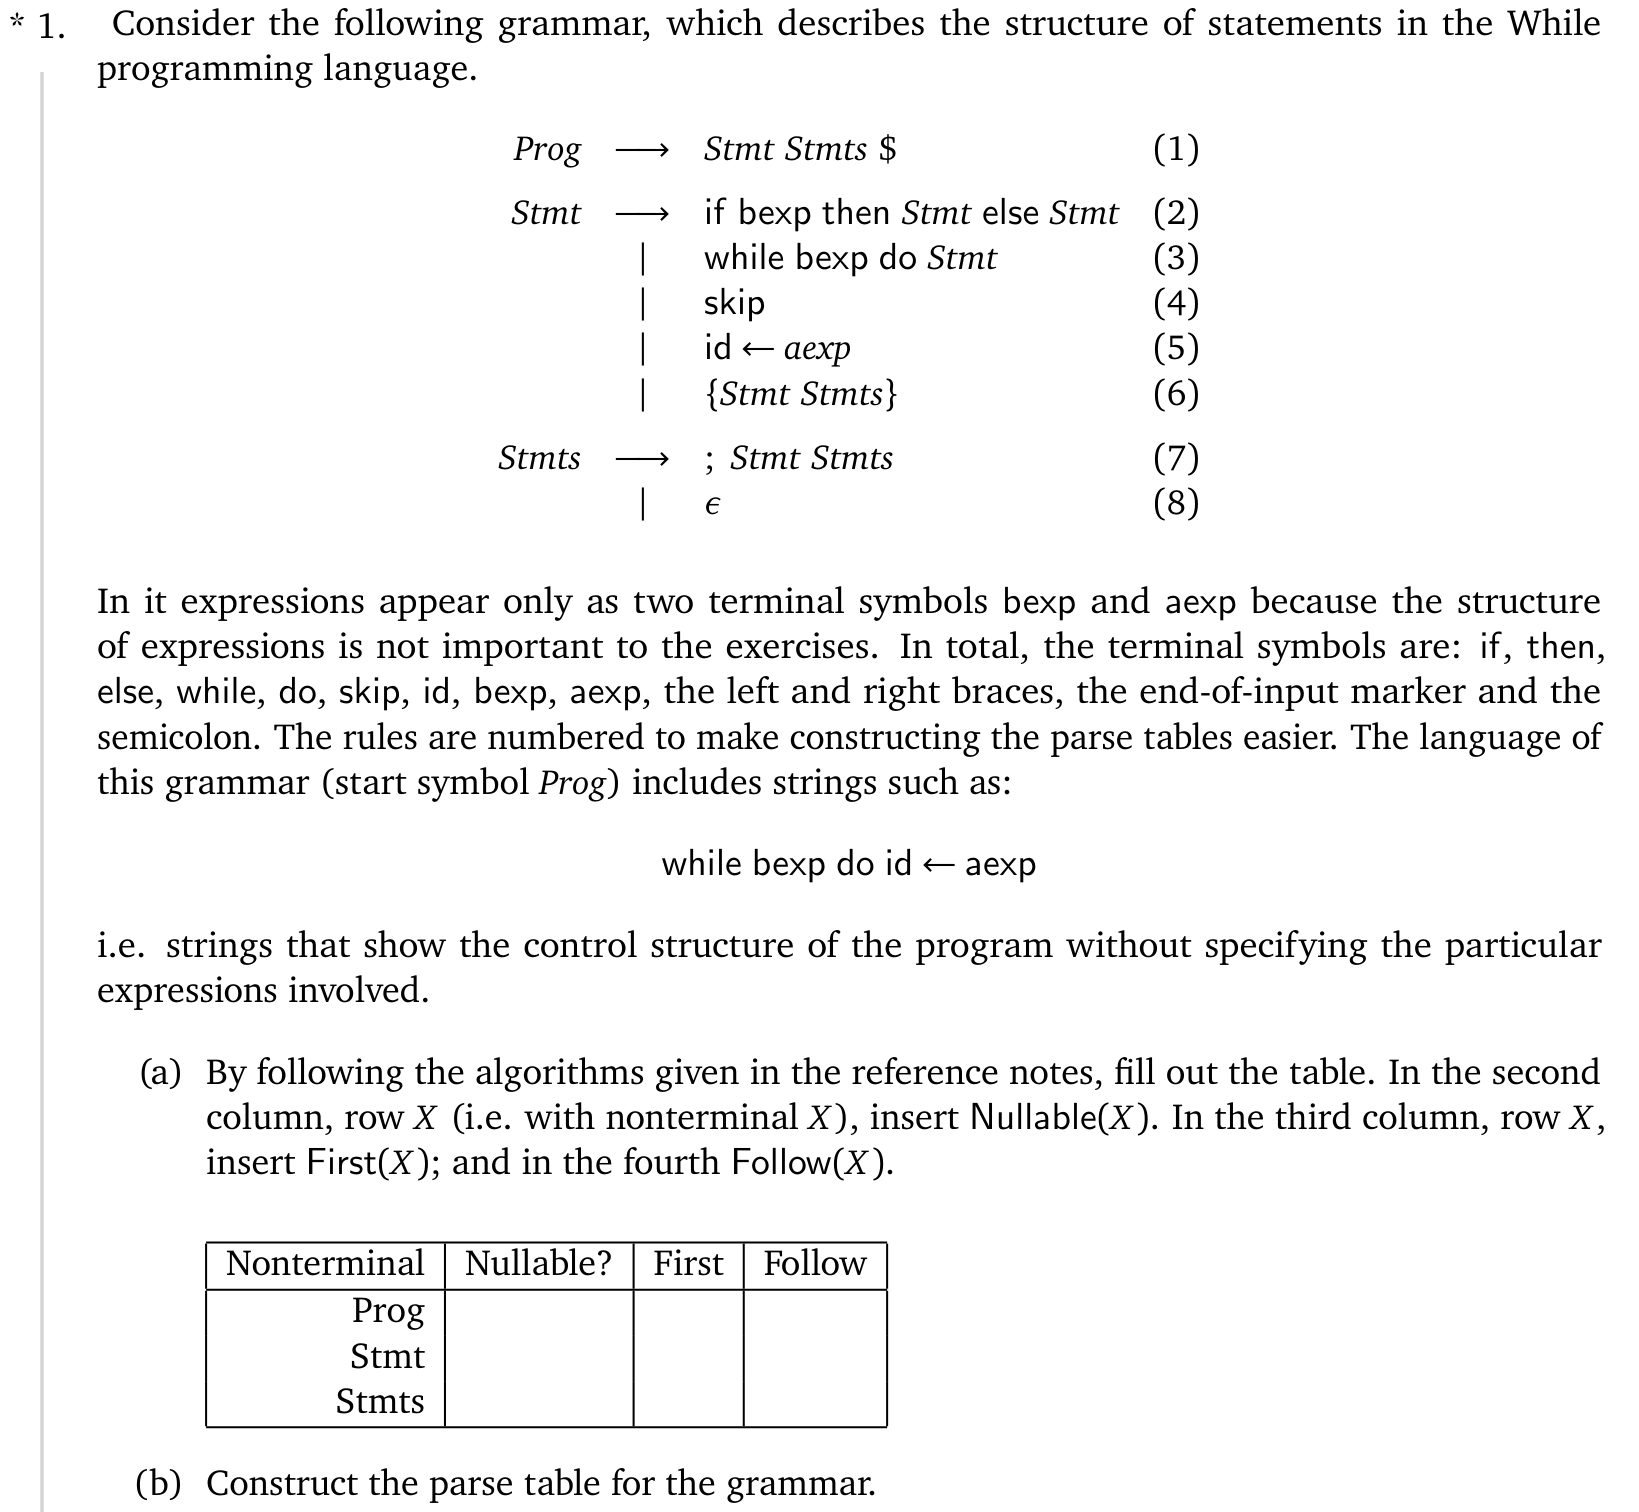 * 1. Consider the following grammar, which describes the structure of statements in the While
programming language.
Prog ⟶ Stmt Stmts $ (1)
Stmt ⟶ if bexp then Stmt else Stmt (2)
| while bexp do Stmt (3)
| skip (4)
| id ← aexp (5)
| {Stmt Stmts} (6)
Stmts ⟶ ; Stmt Stmts (7)
| ϵ (8)
In it expressions appear only as two terminal symbols bexp and aexp because the structure
of expressions is not important to the exercises. In total, the terminal symbols are: if, then,
else, while, do, skip, id, bexp, aexp, the left and right braces, the end-of-input marker and the
semicolon. The rules are numbered to make constructing the parse tables easier. The language of
this grammar (start symbol Prog) includes strings such as:
while bexp do id ← aexp
i.e. strings that show the control structure of the program without specifying the particular
expressions involved.
(a) By following the algorithms given in the reference notes, fill out the table. In the second
column, row X (i.e. with nonterminal X), insert Nullable(X). In the third column, row X,
insert First(X); and in the fourth Follow(X).
Nonterminal Nullable? First Follow
Prog
Stmt
Stmts
(b) Construct the parse table for the grammar.